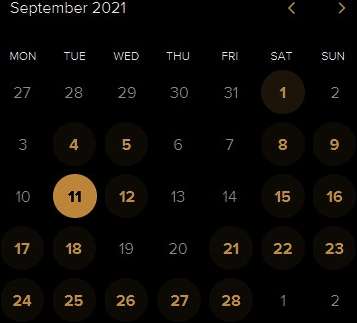 September 2021 < >
MON TUE WED THU FRI SAT SUN
27 28 29 30 31 1 2
3 4 5 6 7 8 9
10 11 12 13 14 15 16
17 18 19 20 21 22 23
24 25 26 27 28 1 2